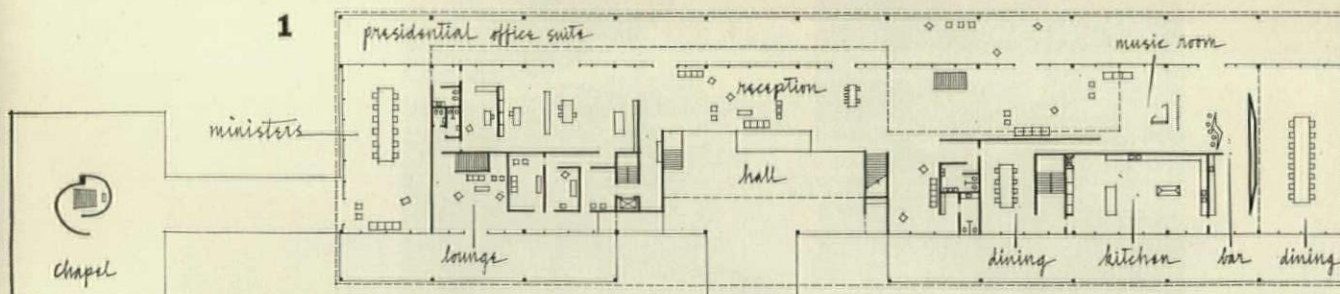 1
presidential office suite
music room
reception
ministers
hall
chapel
lounge
dining
kitchen
bar
dining